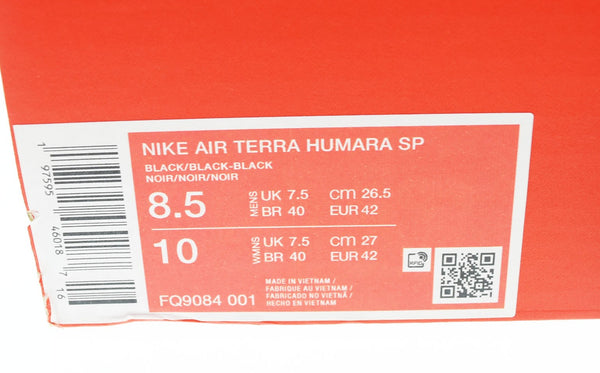 NIKE AIR TERRA HUMARA SP
BLACK/BLACK-BLACK
NOIR/NOIR/NOIR
8.5 MENS UK 7.5 cm 26.5
BR 40 EUR 42
10 WMNS UK 7.5 cm 27
BR 40 EUR 42
FQ9084 001
MADE IN VIETNAM /
FABRIQUE AU VIETNAM /
FABRICADO NO VIETNÃ /
HECHO EN VIETNAM
1 97595 46018 7 16